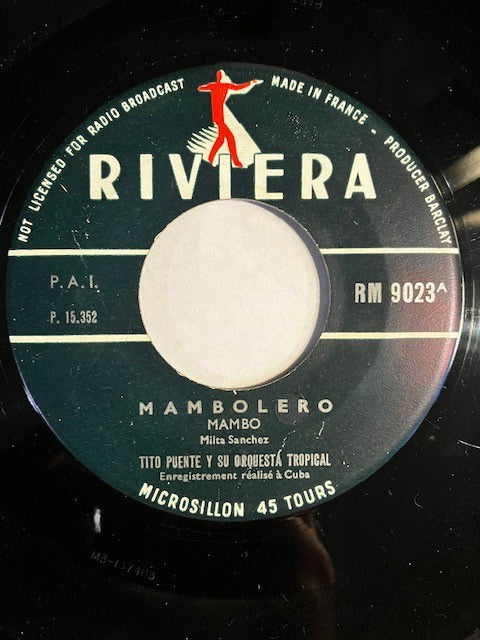 NOT LICENSED FOR RADIO BROADCAST
MADE IN FRANCE - PRODUCER BARCLAY
RIVIERA
P.A.I.
P. 15.352
RM 9023 A
MAMBOLERO
MAMBO
Milta Sanchez
TITO PUENTE Y SU ORQUESTA TROPICAL
Enregistrement réalisé à Cuba
MICROSILLON 45 TOURS